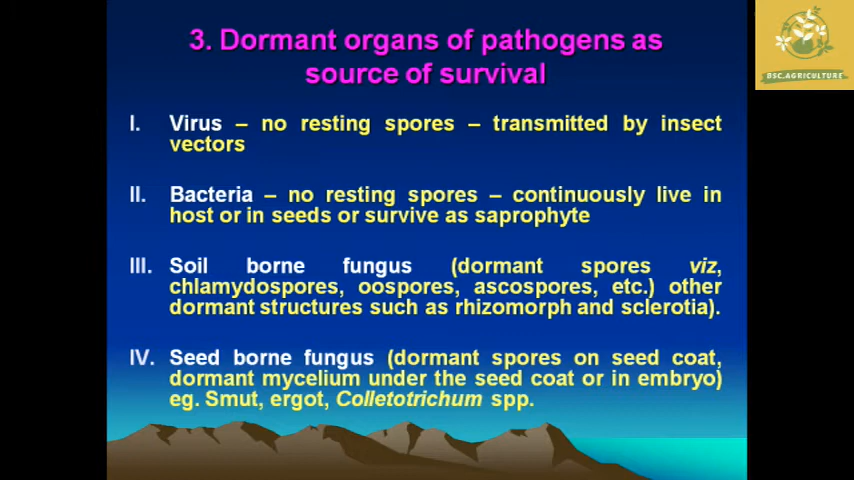 3. Dormant organs of pathogens as
source of survival
BSC.AGRICULTURE
I. Virus – no resting spores – transmitted by insect
vectors
II. Bacteria – no resting spores – continuously live in
host or in seeds or survive as saprophyte
III. Soil borne fungus (dormant spores viz,
chlamydospores, oospores, ascospores, etc.) other
dormant structures such as rhizomorph and sclerotia).
IV. Seed borne fungus (dormant spores on seed coat,
dormant mycelium under the seed coat or in embryo)
eg. Smut, ergot, Colletotrichum spp.